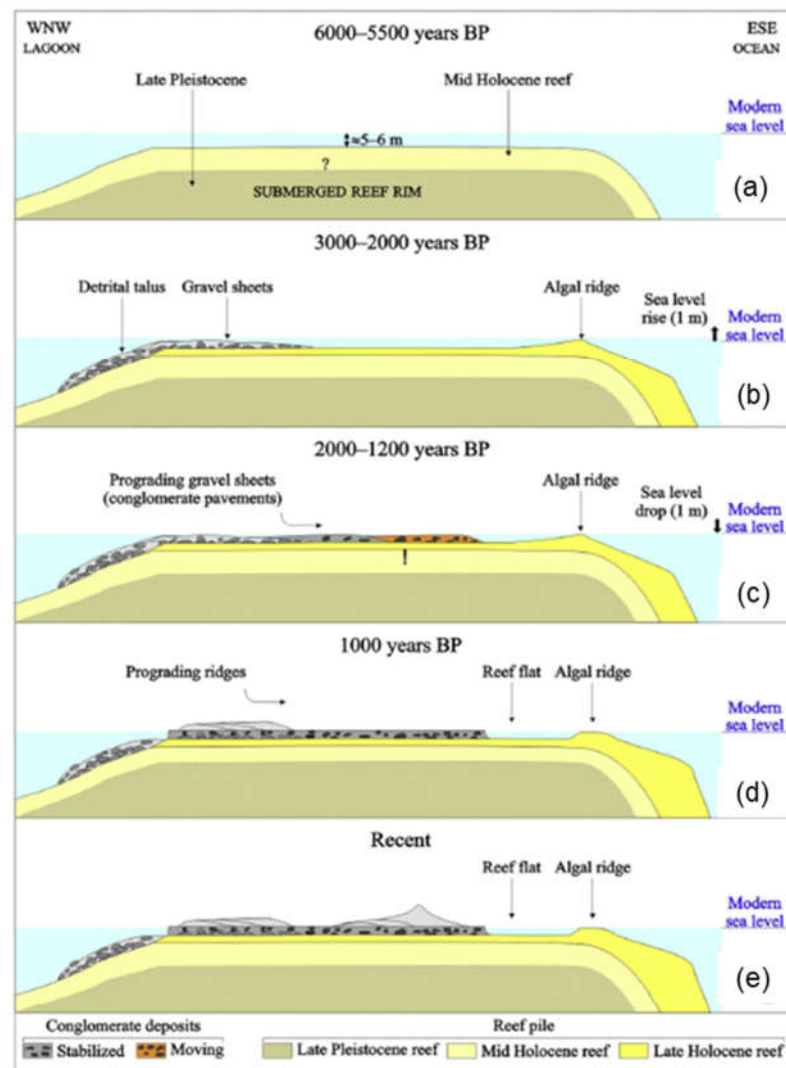 WNW
LAGOON
6000–5500 years BP
ESE
OCEAN
Late Pleistocene
Mid Holocene reef
Modern
sea level
≈5–6 m
?
SUBMERGED REEF RIM
(a)
3000–2000 years BP
Detrital talus
Gravel sheets
Algal ridge
Sea level
rise (1 m)
Modern
sea level
(b)
2000–1200 years BP
Prograding gravel sheets
(conglomerate pavements)
Algal ridge
Sea level
drop (1 m)
Modern
sea level
!
(c)
1000 years BP
Prograding ridges
Reef flat
Algal ridge
Modern
sea level
(d)
Recent
Reef flat
Algal ridge
Modern
sea level
(e)
Conglomerate deposits
Stabilized
Moving
Reef pile
Late Pleistocene reef
Mid Holocene reef
Late Holocene reef